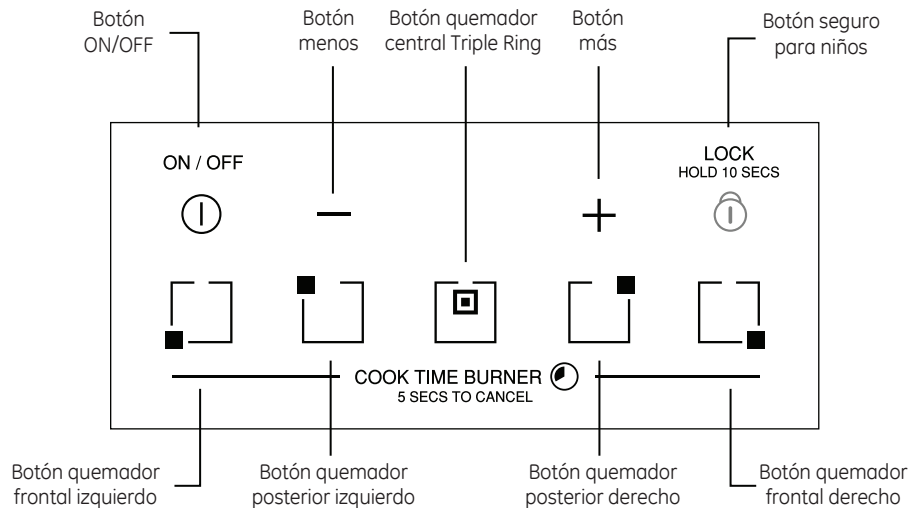 Botón
ON/OFF
Botón
menos
Botón quemador
central Triple Ring
Botón
más
Botón seguro
para niños
ON / OFF
LOCK
HOLD 10 SECS
COOK TIME BURNER
5 SECS TO CANCEL
Botón quemador
frontal izquierdo
Botón quemador
posterior izquierdo
Botón quemador
posterior derecho
Botón quemador
frontal derecho